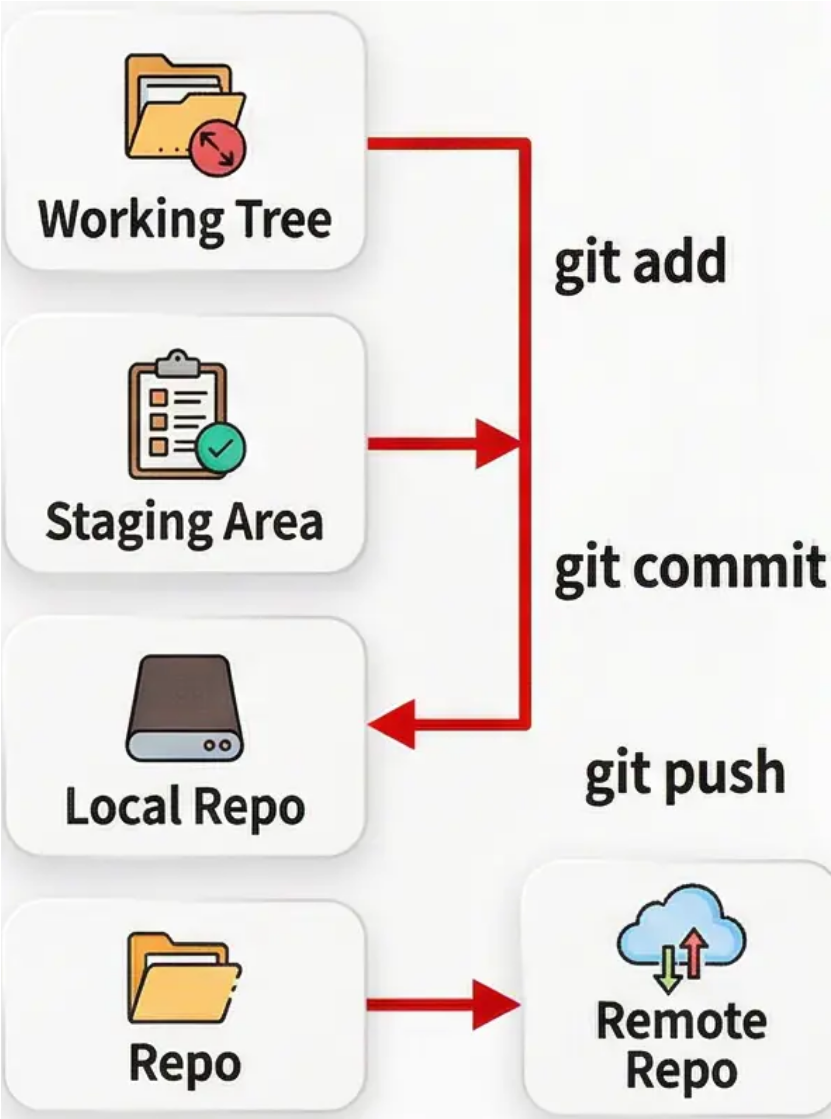 Working Tree
git add
Staging Area
git commit
Local Repo
git push
Repo
Remote
Repo